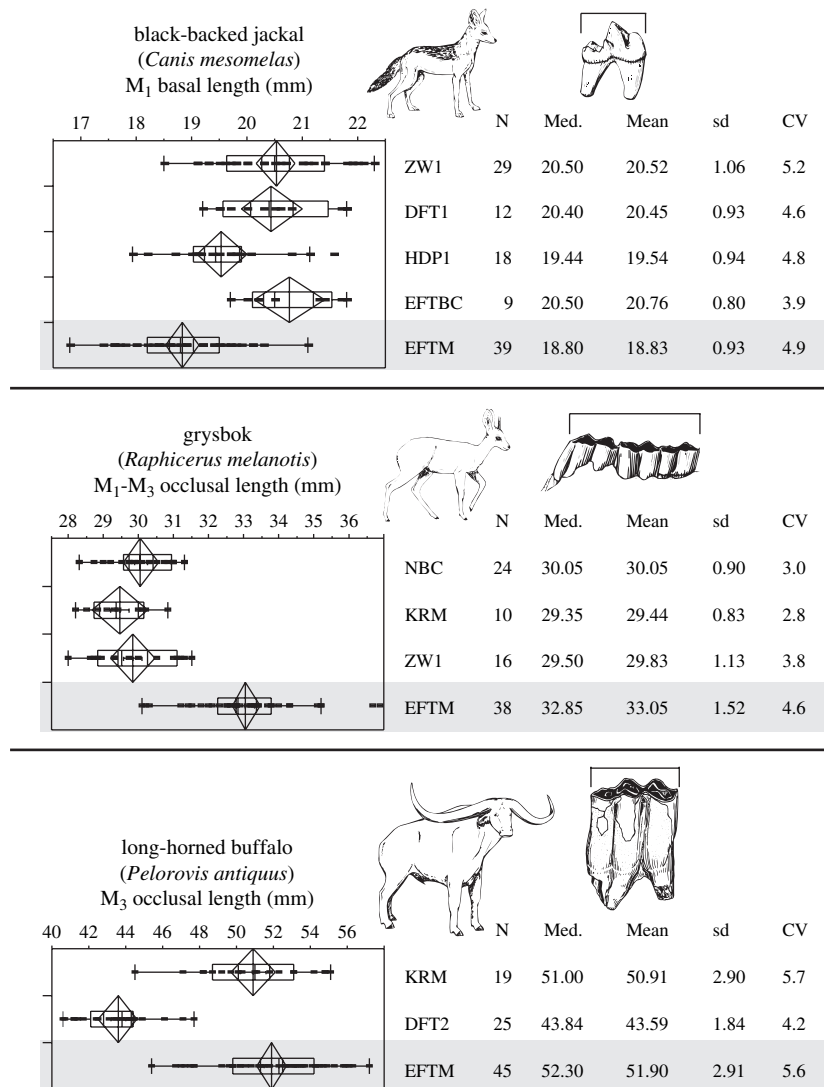 black-backed jackal
(Canis mesomelas)
M1 basal length (mm)
17 18 19 20 21 22
N Med. Mean sd CV
ZW1 29 20.50 20.52 1.06 5.2
DFT1 12 20.40 20.45 0.93 4.6
HDP1 18 19.44 19.54 0.94 4.8
EFTBC 9 20.50 20.76 0.80 3.9
EFTM 39 18.80 18.83 0.93 4.9
grysbok
(Raphicerus melanotis)
M1-M3 occlusal length (mm)
28 29 30 31 32 33 34 35 36
N Med. Mean sd CV
NBC 24 30.05 30.05 0.90 3.0
KRM 10 29.35 29.44 0.83 2.8
ZW1 16 29.50 29.83 1.13 3.8
EFTM 38 32.85 33.05 1.52 4.6
long-horned buffalo
(Pelorovis antiquus)
M3 occlusal length (mm)
40 42 44 46 48 50 52 54 56
N Med. Mean sd CV
KRM 19 51.00 50.91 2.90 5.7
DFT2 25 43.84 43.59 1.84 4.2
EFTM 45 52.30 51.90 2.91 5.6